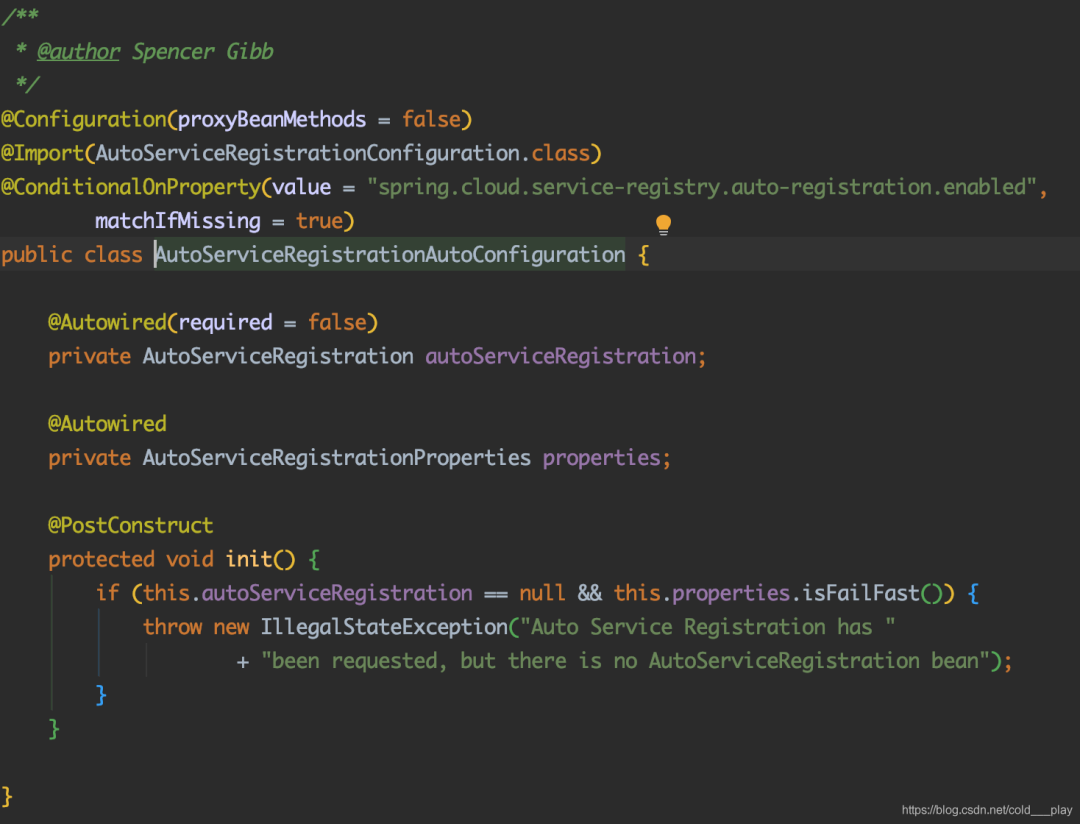 /**
 * @author Spencer Gibb
 */
@Configuration(proxyBeanMethods = false)
@Import(AutoServiceRegistrationConfiguration.class)
@ConditionalOnProperty(value = "spring.cloud.service-registry.auto-registration.enabled",
        matchIfMissing = true)
public class AutoServiceRegistrationAutoConfiguration {

    @Autowired(required = false)
    private AutoServiceRegistration autoServiceRegistration;

    @Autowired
    private AutoServiceRegistrationProperties properties;

    @PostConstruct
    protected void init() {
        if (this.autoServiceRegistration == null && this.properties.isFailFast()) {
            throw new IllegalStateException("Auto Service Registration has "
                    + "been requested, but there is no AutoServiceRegistration bean");
        }
    }

}
https://blog.csdn.net/cold___play